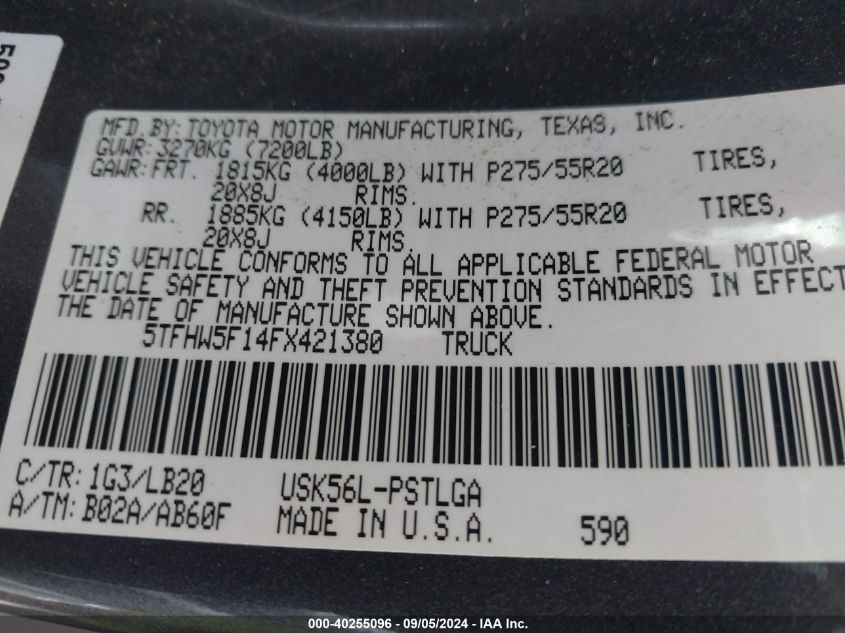 MFD. BY: TOYOTA MOTOR MANUFACTURING, TEXAS, INC.
GVWR: 3270KG (7200LB)
GAWR: FRT. 1815KG (4000LB) WITH P275/55R20 TIRES,
20X8J RIMS.
RR. 1885KG (4150LB) WITH P275/55R20 TIRES,
20X8J RIMS.
THIS VEHICLE CONFORMS TO ALL APPLICABLE FEDERAL MOTOR
VEHICLE SAFETY AND THEFT PREVENTION STANDARDS IN EFFECT
THE DATE OF MANUFACTURE SHOWN ABOVE.
5TFHW5F14FX421380 TRUCK
C/TR: 1G3/LB20 USK56L-PSTLGA
A/TM: B02A/AB60F MADE IN U.S.A. 590
000-40255096 - 09/05/2024 - IAA Inc.